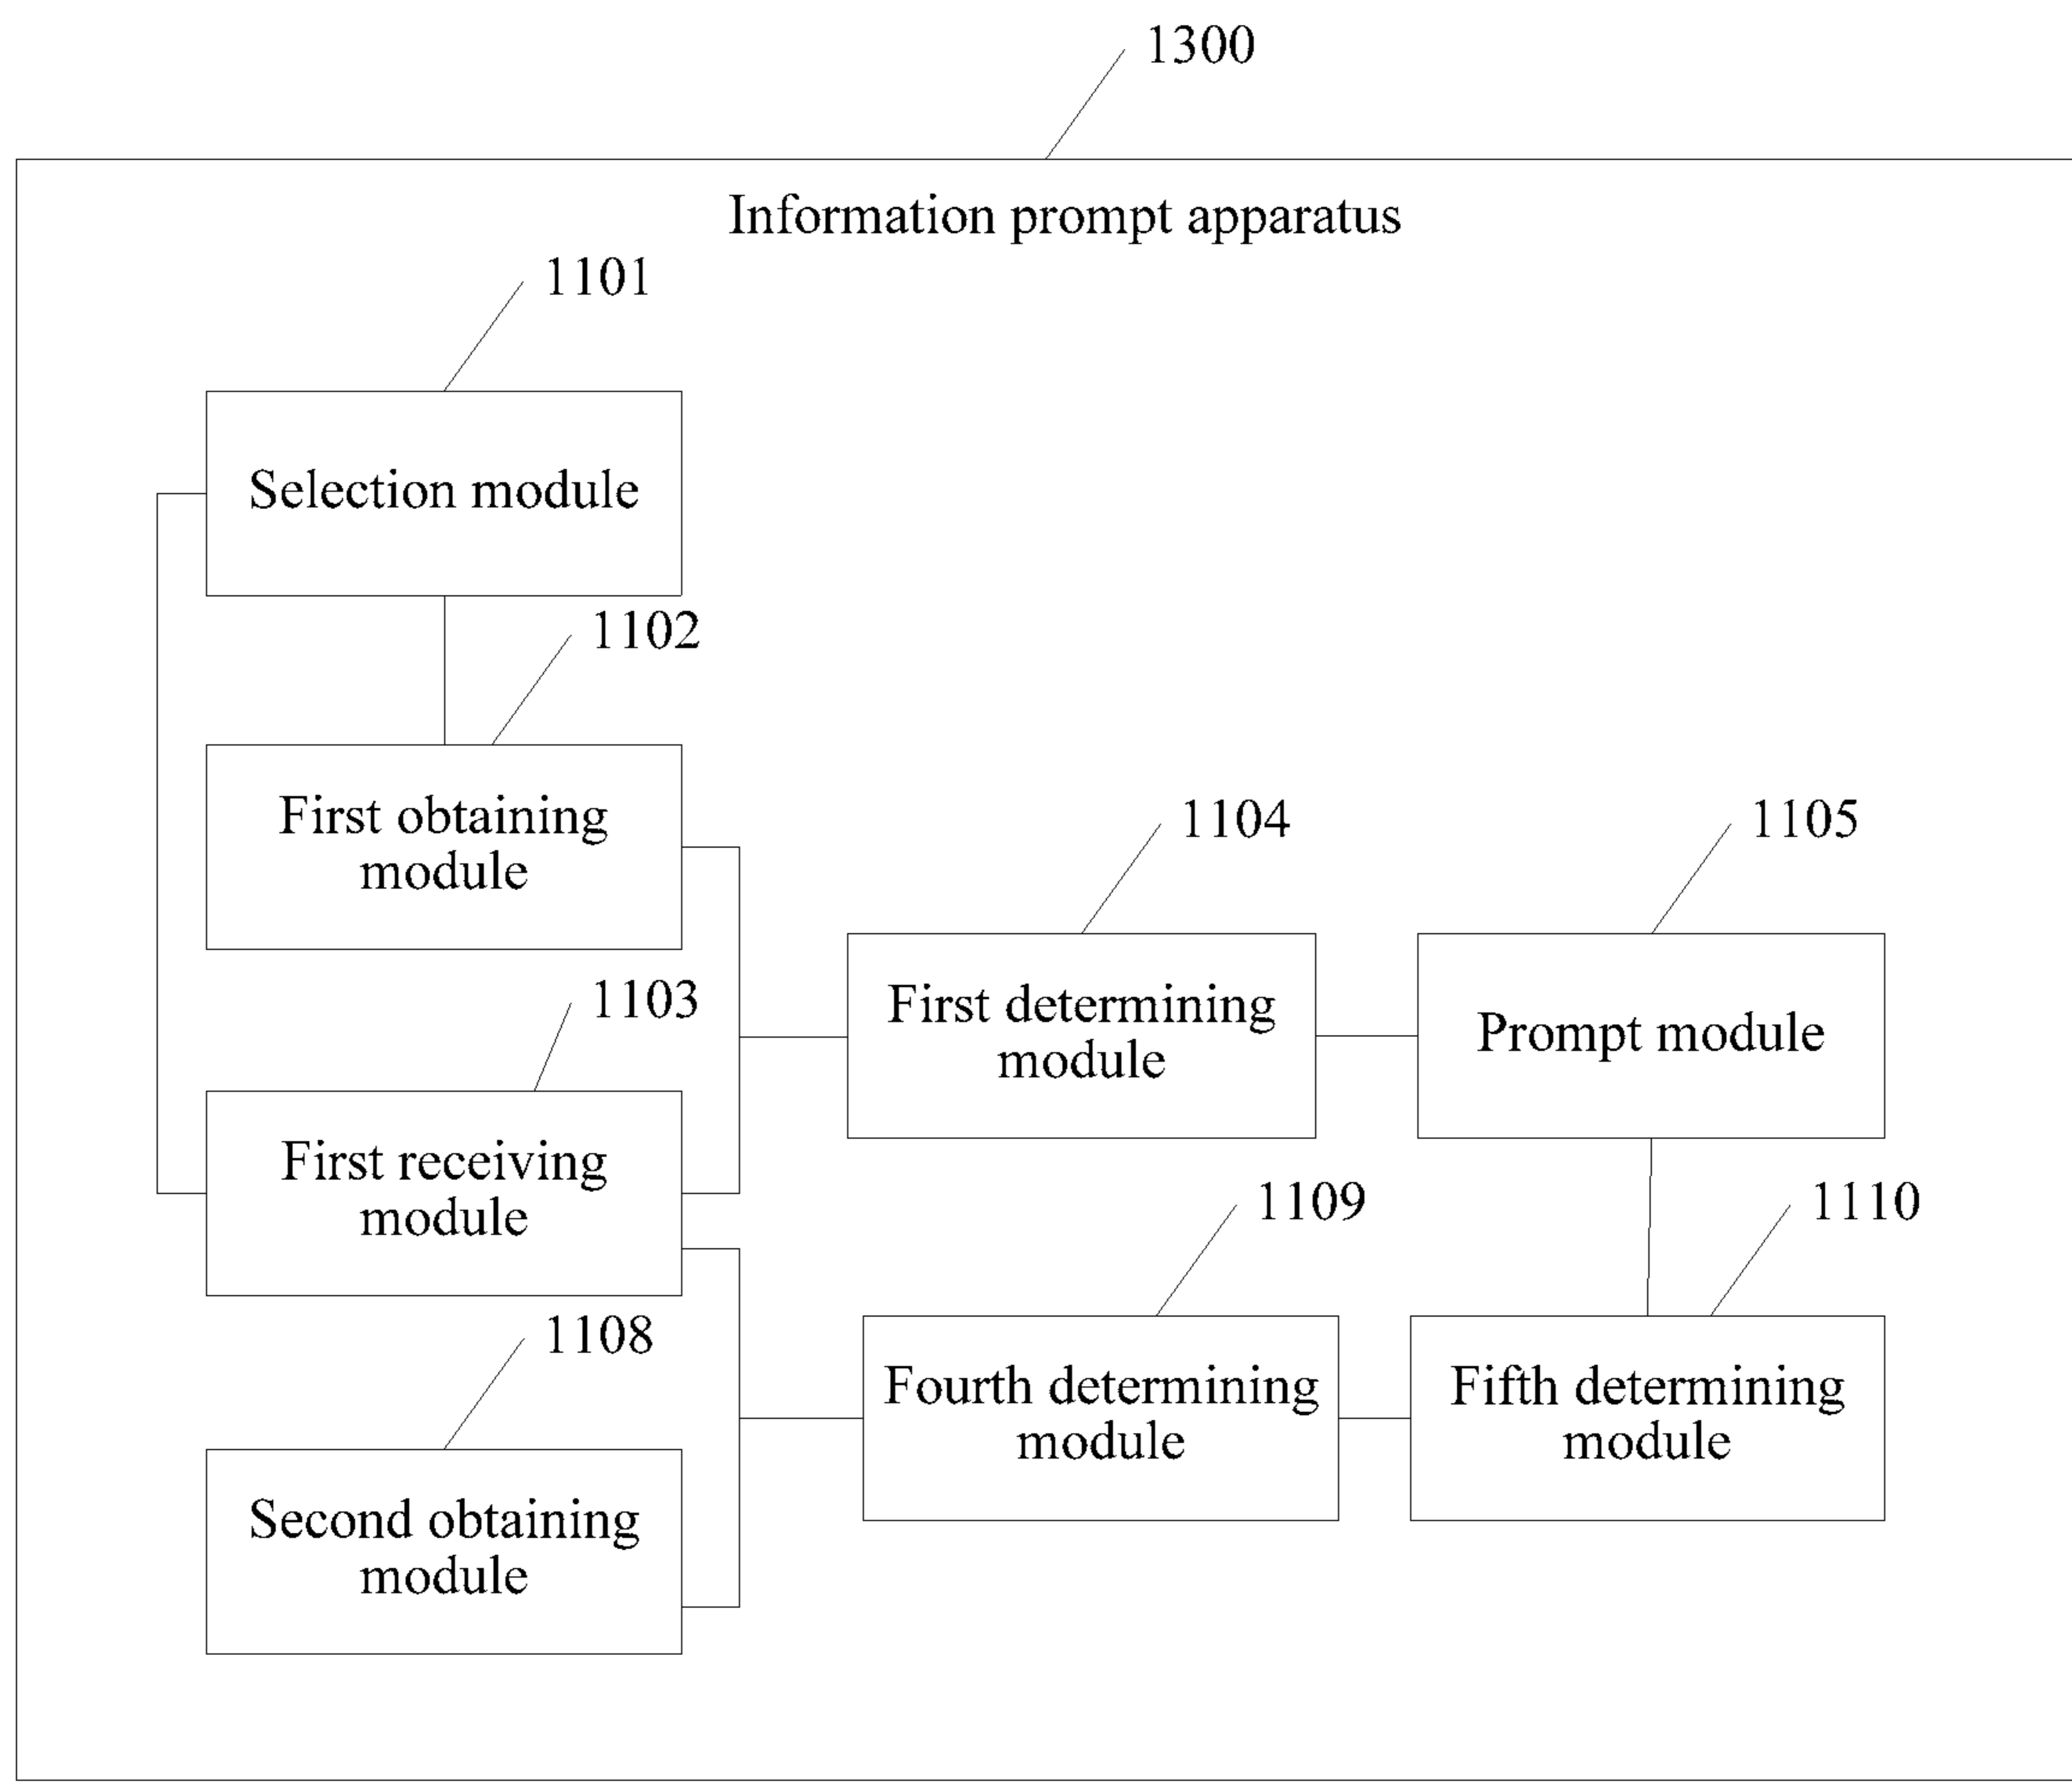 1300
Information prompt apparatus
1101
Selection module
1102
First obtaining
module
1104
1105
First determining
module
Prompt module
1103
First receiving
module
1109
1110
1108
Fourth determining
module
Fifth determining
module
Second obtaining
module